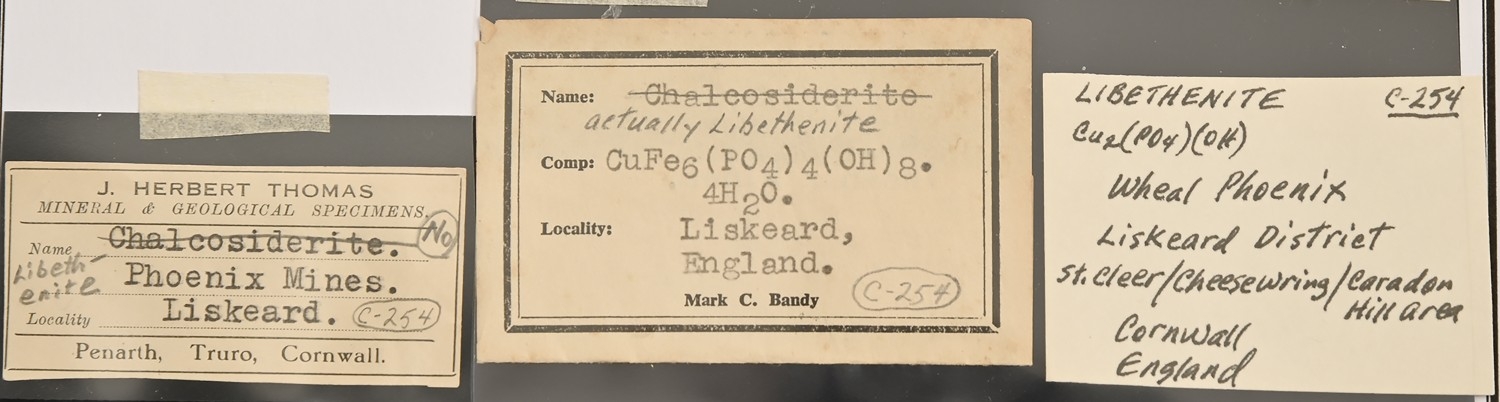 J. HERBERT THOMAS
MINERAL & GEOLOGICAL SPECIMENS.
Name Chalcosiderite. No
Libeth-
enite
Phoenix Mines.
Locality Liskeard. C-254
Penarth, Truro, Cornwall.
Name: Chalcosiderite
actually Libethenite
Comp: CuFe6(PO4)4(OH)8.
4H2O.
Locality: Liskeard,
England.
Mark C. Bandy C-254
LIBETHENITE C-254
Cu2(PO4)(OH)
Wheal Phoenix
Liskeard District
St. Cleer/Cheesewring/Caradon
Hill area
Cornwall
England